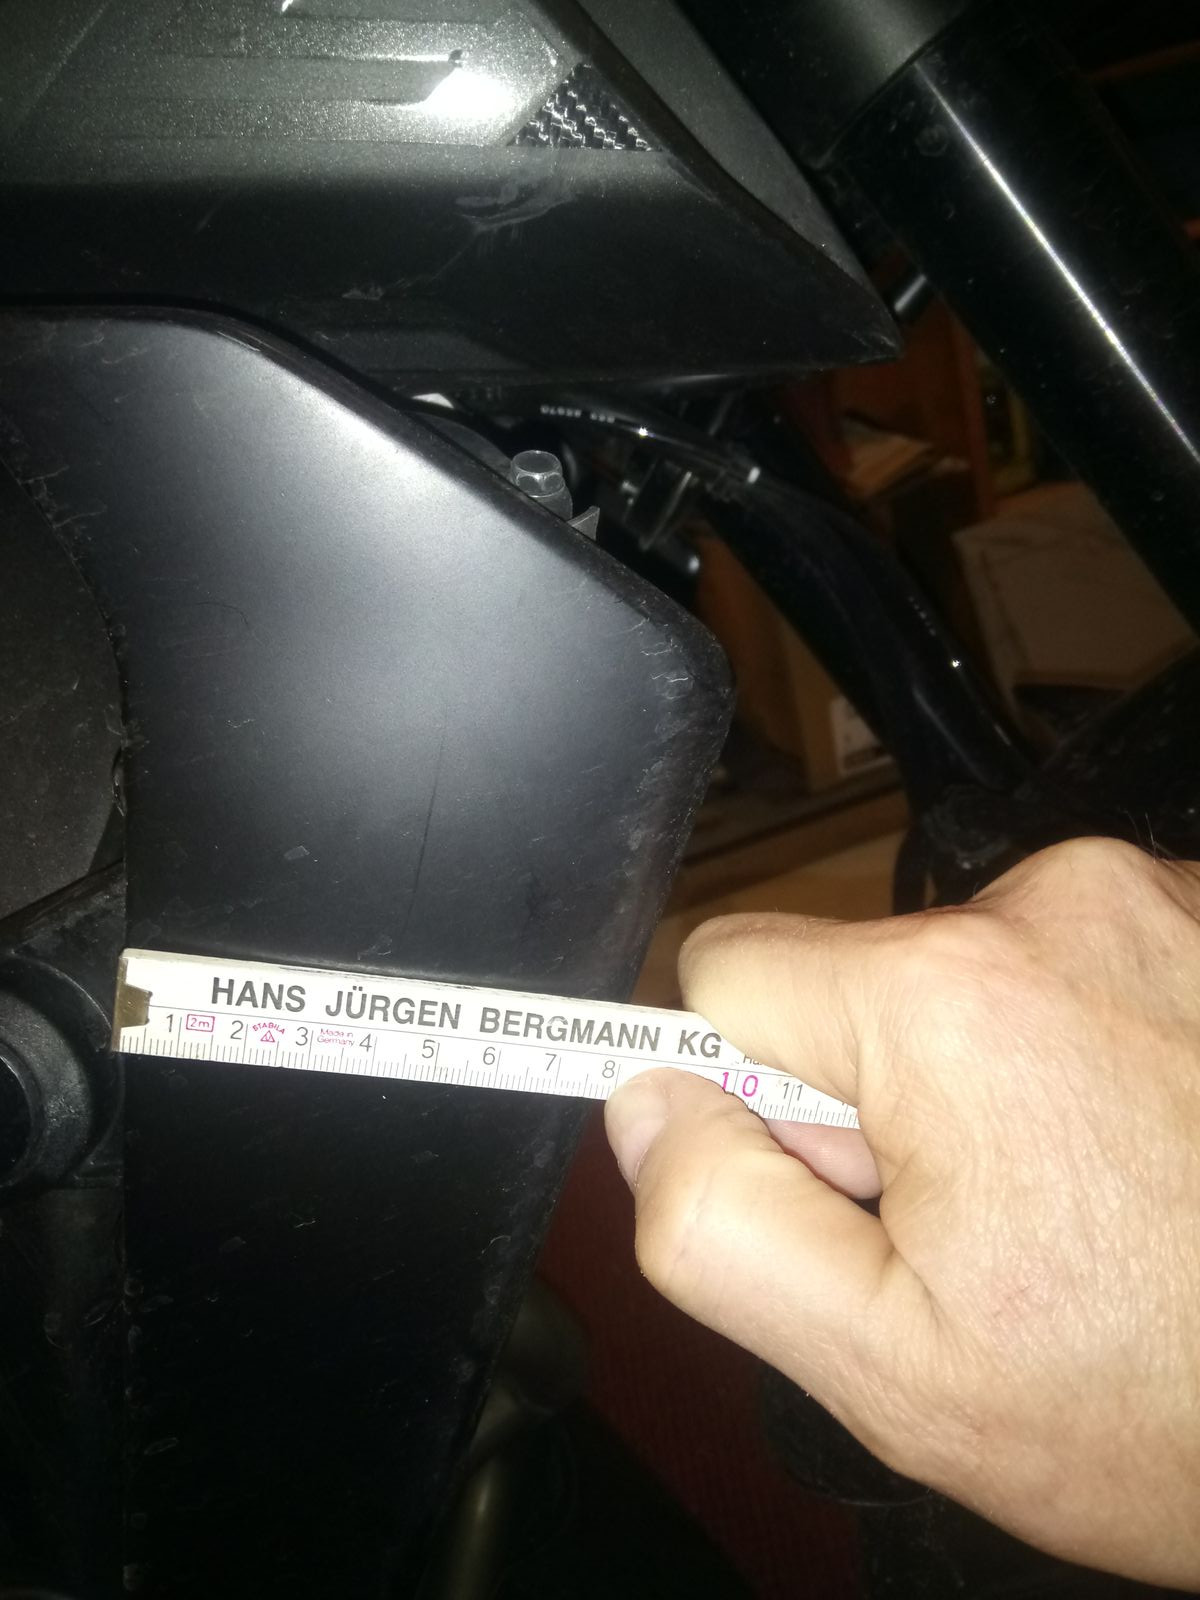 HANS JÜRGEN BERGMANN KG Ha
1 2m 2 STABILA 3 Made in Germany 4 5 6 7 8 10 11